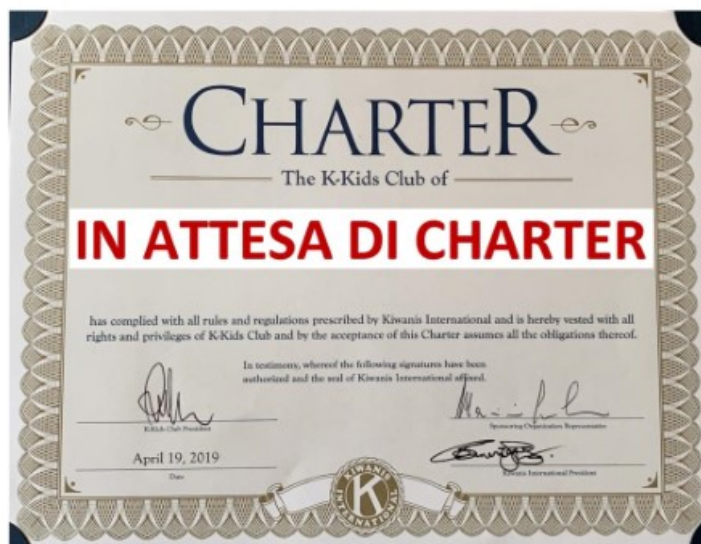 CHARTER
The K-Kids Club of
IN ATTESA DI CHARTER
has complied with all rules and regulations prescribed by Kiwanis International and is hereby vested with all
rights and privileges of K-Kids Club and by the acceptance of this Charter assumes all the obligations thereof.
In testimony, whereof the following signatures have been
authorized and the seal of Kiwanis International affixed.
K-Kids Club President
Sponsoring Organization Representative
April 19, 2019
Date
Kiwanis International President
KIWANIS
K
INTERNATIONAL